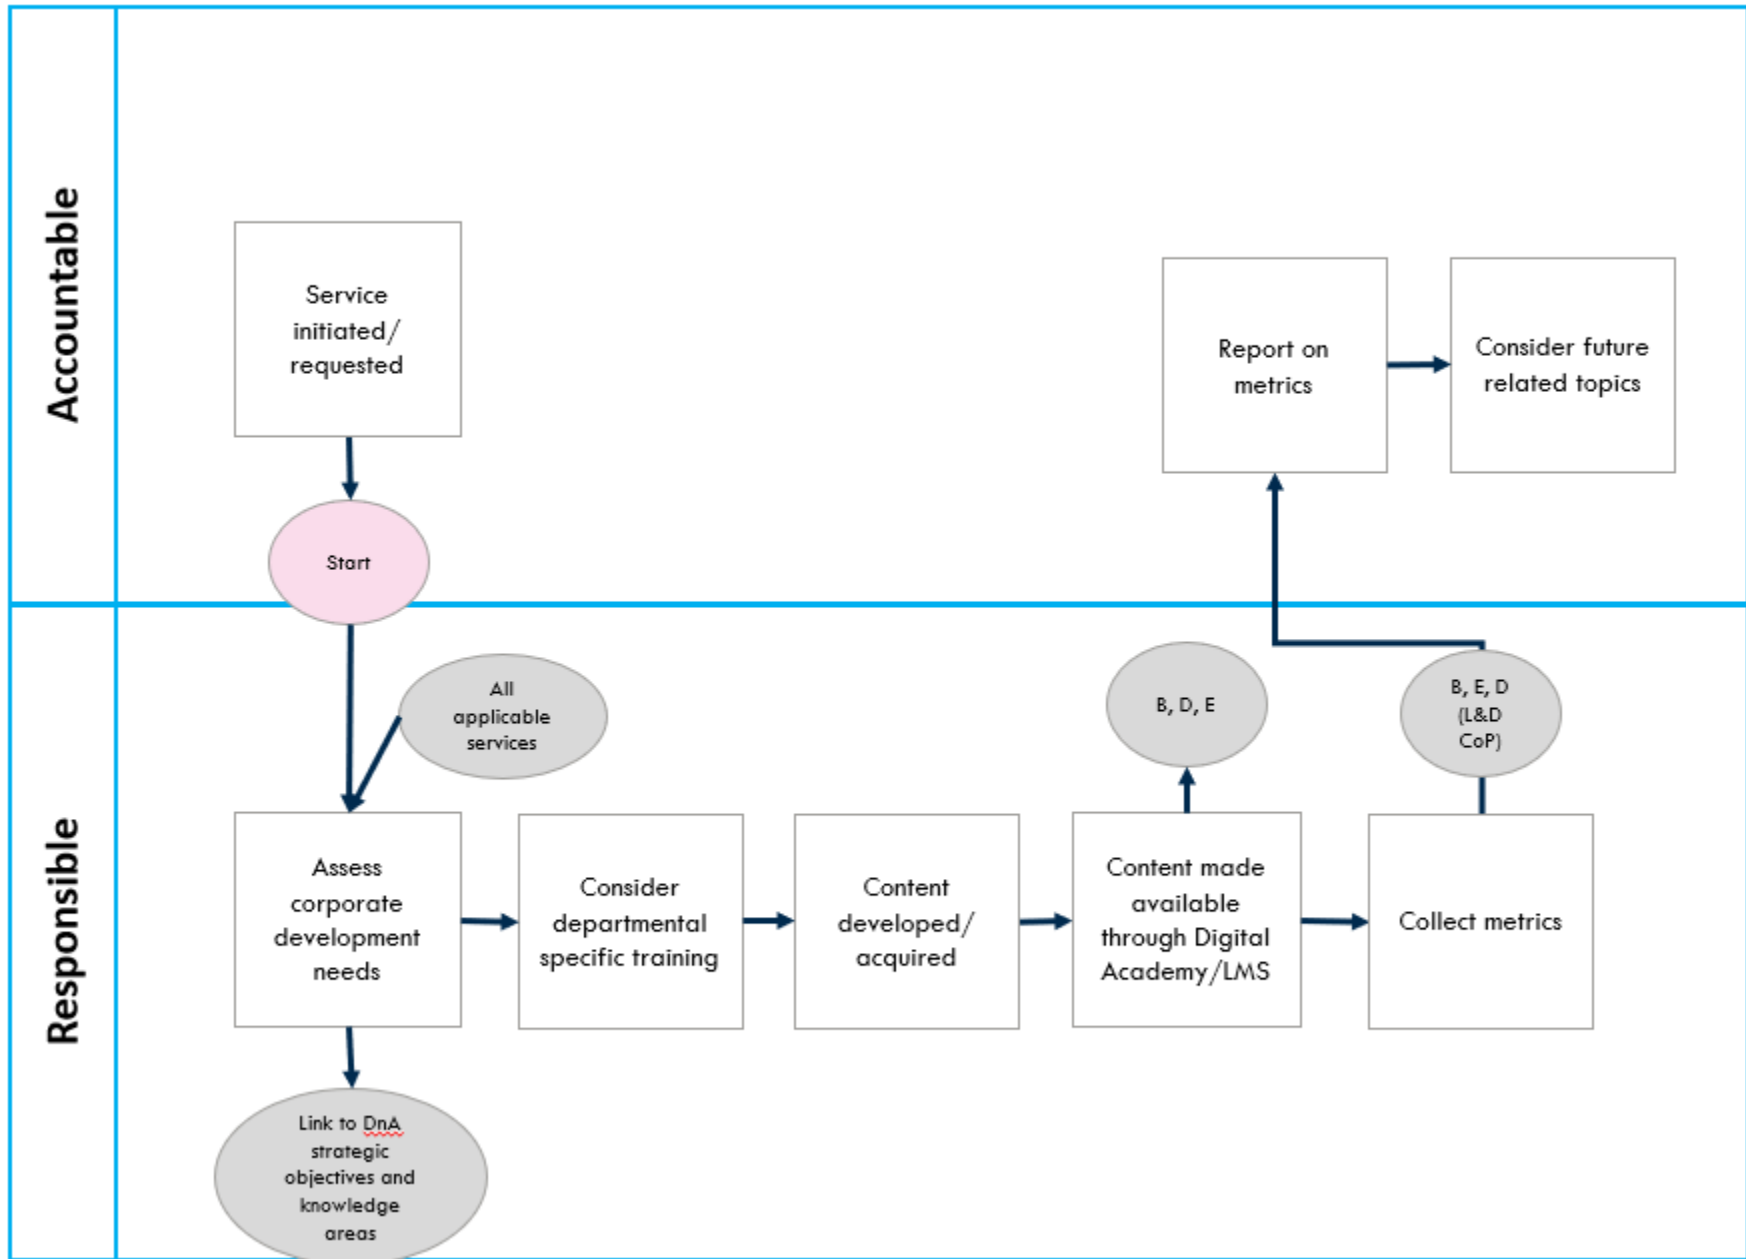 Accountable
Service
initiated/
requested
Start
Report on
metrics
Consider future
related topics
Responsible
All
applicable
services
B, D, E
B, E, D
(L&D
CoP)
Assess
corporate
development
needs
Consider
departmental
specific training
Content
developed/
acquired
Content made
available
through Digital
Academy/LMS
Collect metrics
Link to DnA
strategic
objectives and
knowledge
areas